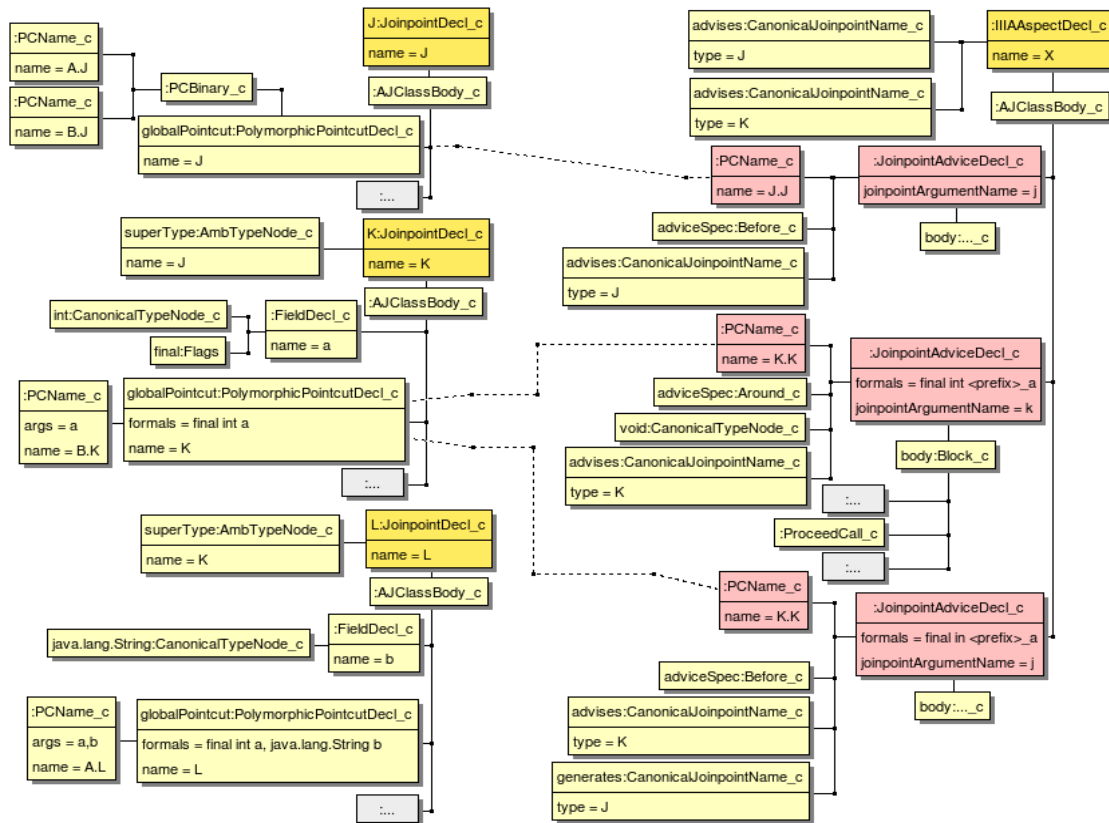 J:JoinpointDecl_c
name = J
:AJClassBody_c
:PCName_c
name = A.J
:PCName_c
name = B.J
:PCBinary_c
globalPointcut:PolymorphicPointcutDecl_c
name = J
:...
superType:AmbTypeNode_c
name = J
K:JoinpointDecl_c
name = K
:AJClassBody_c
int:CanonicalTypeNode_c
final:Flags
:FieldDecl_c
name = a
:PCName_c
args = a
name = B.K
globalPointcut:PolymorphicPointcutDecl_c
formals = final int a
name = K
:...
superType:AmbTypeNode_c
name = K
L:JoinpointDecl_c
name = L
:AJClassBody_c
java.lang.String:CanonicalTypeNode_c
:FieldDecl_c
name = b
:PCName_c
args = a,b
name = A.L
globalPointcut:PolymorphicPointcutDecl_c
formals = final int a, java.lang.String b
name = L
:...
advises:CanonicalJoinpointName_c
type = J
advises:CanonicalJoinpointName_c
type = K
:IIIAAspectDecl_c
name = X
:AJClassBody_c
:PCName_c
name = J.J
:JoinpointAdviceDecl_c
joinpointArgumentName = j
adviceSpec:Before_c
body:..._c
advises:CanonicalJoinpointName_c
type = J
:PCName_c
name = K.K
:JoinpointAdviceDecl_c
formals = final int <prefix>_a
joinpointArgumentName = k
adviceSpec:Around_c
void:CanonicalTypeNode_c
advises:CanonicalJoinpointName_c
type = K
body:Block_c
:...
:ProceedCall_c
:...
:PCName_c
name = K.K
:JoinpointAdviceDecl_c
formals = final in <prefix>_a
joinpointArgumentName = j
adviceSpec:Before_c
body:..._c
advises:CanonicalJoinpointName_c
type = K
generates:CanonicalJoinpointName_c
type = J